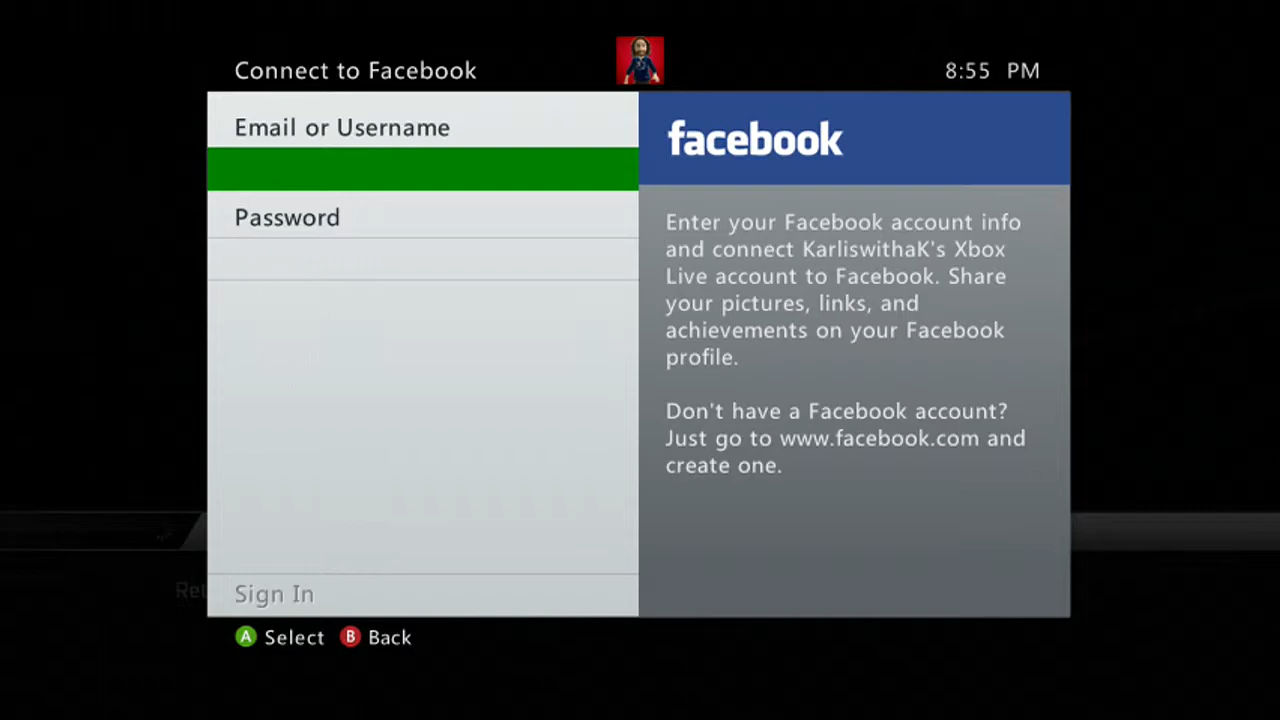 Connect to Facebook
8:55 PM
Email or Username
Password
Sign In
facebook
Enter your Facebook account info
and connect KarliswithaK's Xbox
Live account to Facebook. Share
your pictures, links, and
achievements on your Facebook
profile.
Don't have a Facebook account?
Just go to www.facebook.com and
create one.
A Select B Back